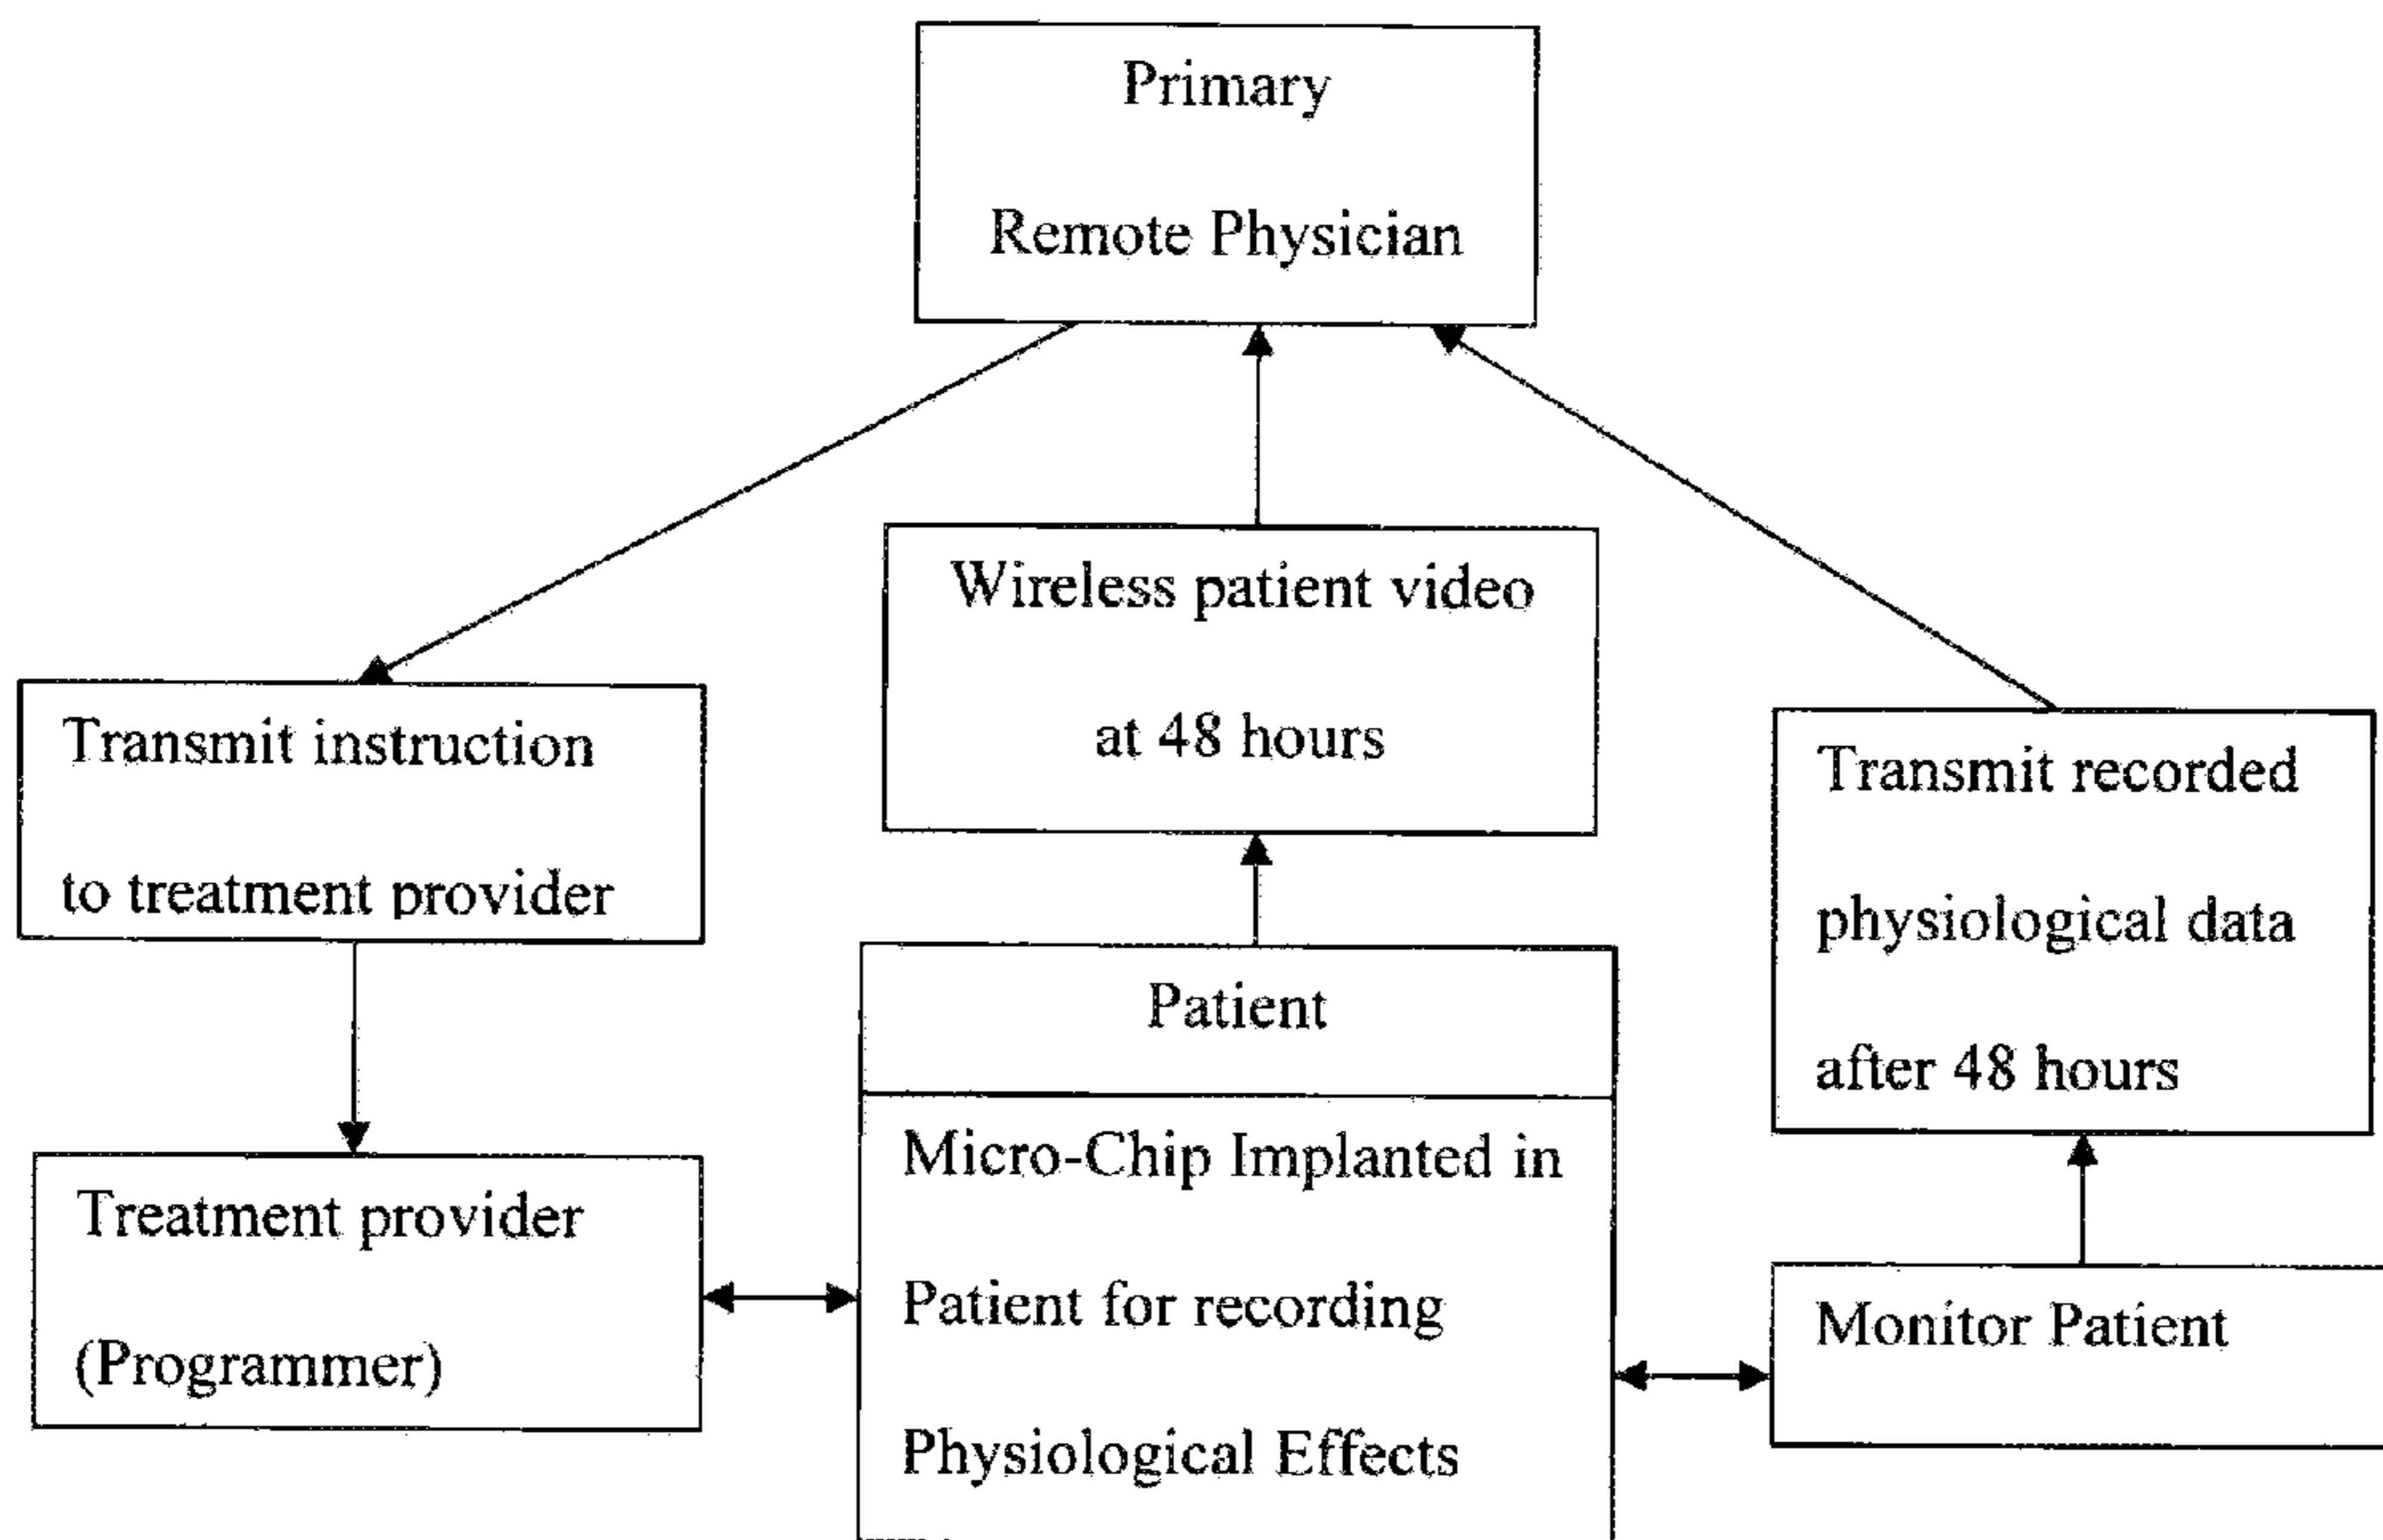 Primary
Remote Physician
Wireless patient video
at 48 hours
Transmit instruction
to treatment provider
Transmit recorded
physiological data
after 48 hours
Patient
Micro-Chip Implanted in
Patient for recording
Physiological Effects
Treatment provider
(Programmer)
Monitor Patient